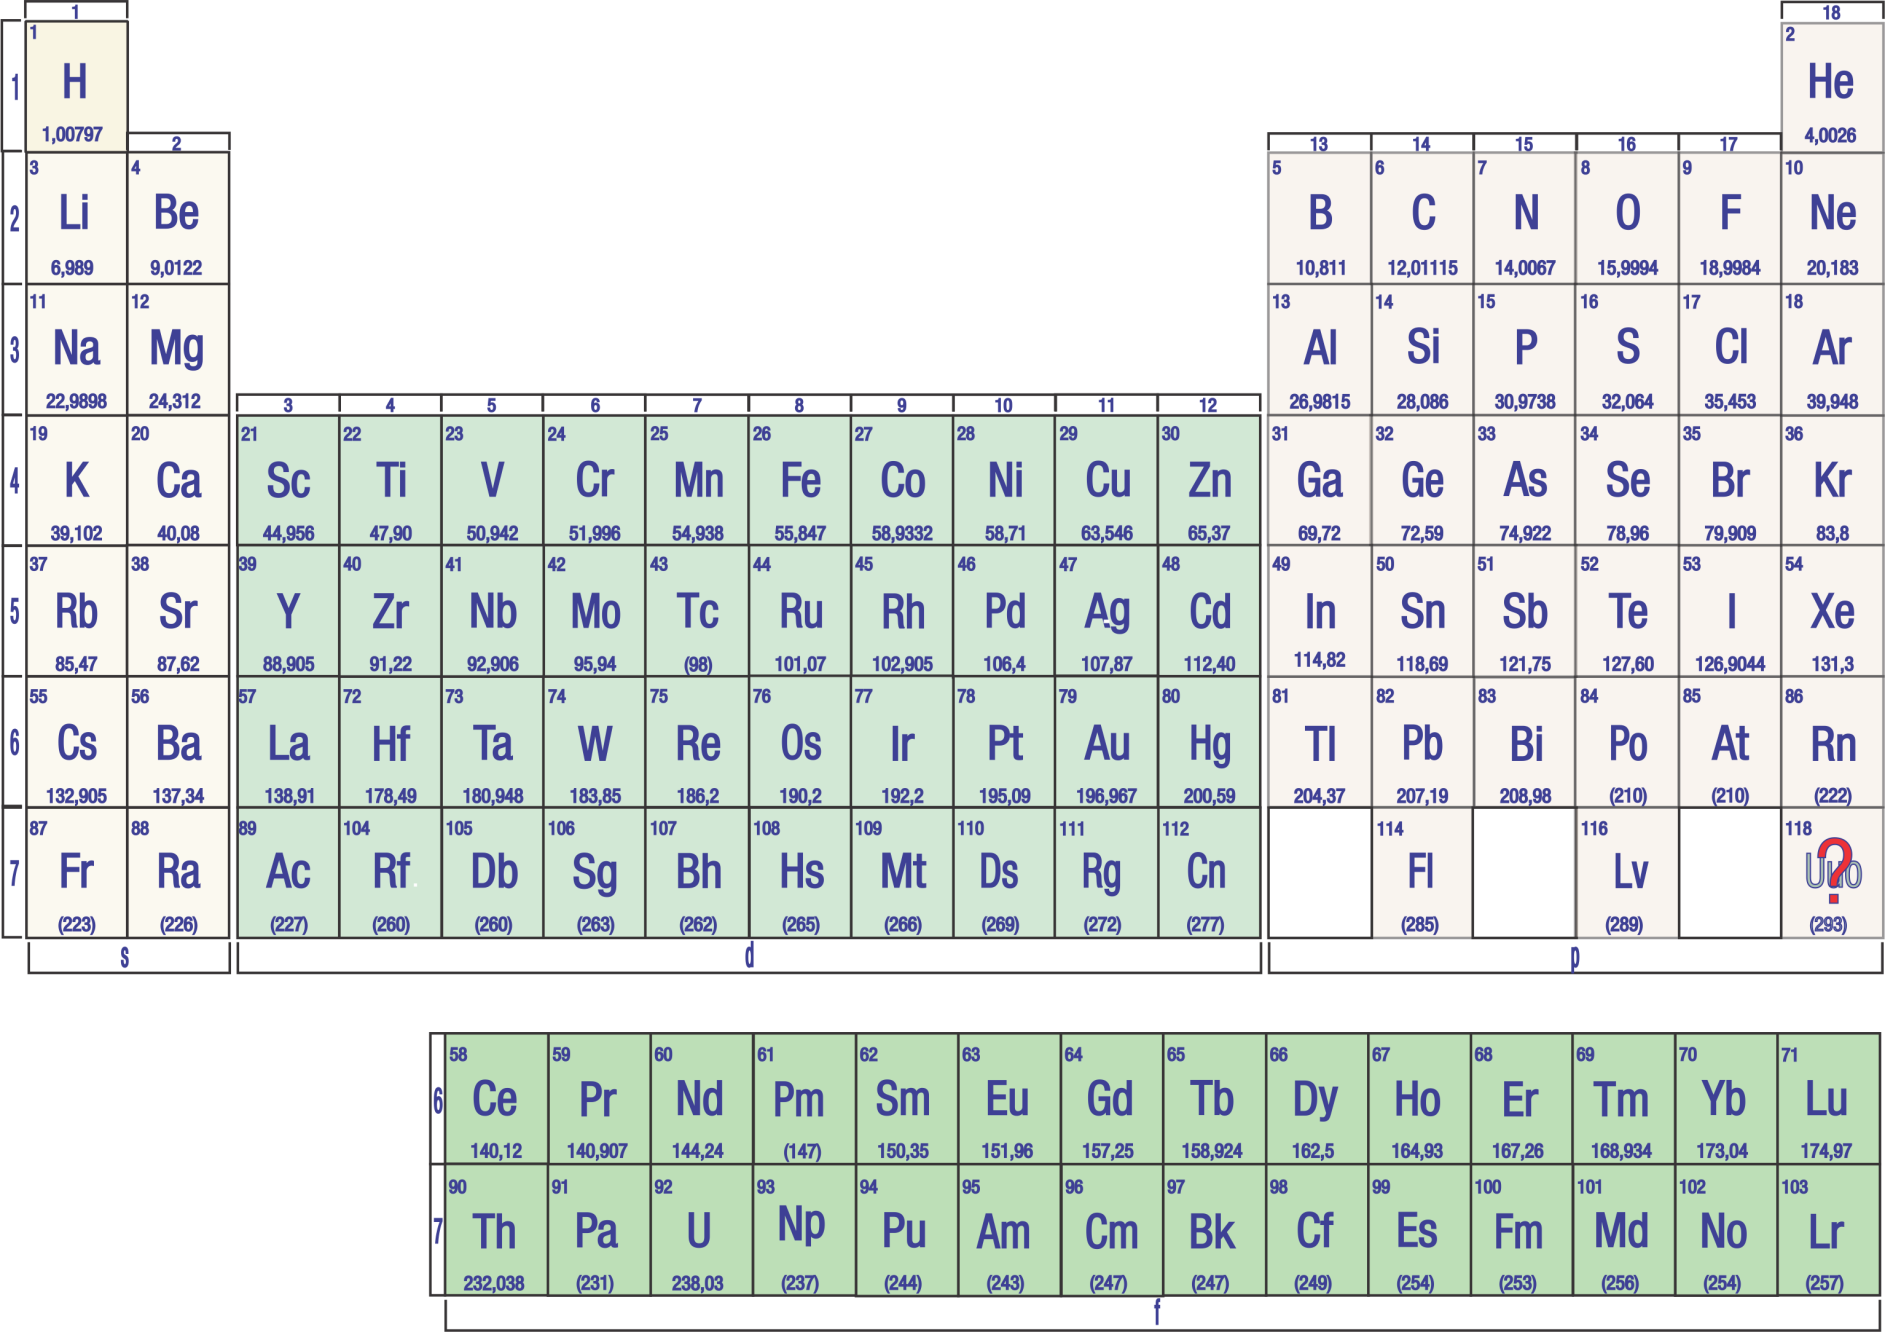 1 18
1 H 1,00797 2 He 4,0026
1
2 13 14 15 16 17
3 4 5 6 7 8 9 10
2 Li Be B C N O F Ne
6,989 9,0122 10,811 12,01115 14,0067 15,9994 18,9984 20,183
11 12 13 14 15 16 17 18
3 Na Mg Al Si P S Cl Ar
22,9898 24,312 26,9815 28,086 30,9738 32,064 35,453 39,948
3 4 5 6 7 8 9 10 11 12
19 20 21 22 23 24 25 26 27 28 29 30 31 32 33 34 35 36
4 K Ca Sc Ti V Cr Mn Fe Co Ni Cu Zn Ga Ge As Se Br Kr
39,102 40,08 44,956 47,90 50,942 51,996 54,938 55,847 58,9332 58,71 63,546 65,37 69,72 72,59 74,922 78,96 79,909 83,8
37 38 39 40 41 42 43 44 45 46 47 48 49 50 51 52 53 54
5 Rb Sr Y Zr Nb Mo Tc Ru Rh Pd Ag Cd In Sn Sb Te I Xe
85,47 87,62 88,905 91,22 92,906 95,94 (98) 101,07 102,905 106,4 107,87 112,40 114,82 118,69 121,75 127,60 126,9044 131,3
55 56 57 72 73 74 75 76 77 78 79 80 81 82 83 84 85 86
6 Cs Ba La Hf Ta W Re Os Ir Pt Au Hg Tl Pb Bi Po At Rn
132,905 137,34 138,91 178,49 180,948 183,85 186,2 190,2 192,2 195,09 196,967 200,59 204,37 207,19 208,98 (210) (210) (222)
87 88 89 104 105 106 107 108 109 110 111 112 114 116 118
7 Fr Ra Ac Rf Db Sg Bh Hs Mt Ds Rg Cn Fl Lv Uuo ?
(223) (226) (227) (260) (260) (263) (262) (265) (266) (269) (272) (277) (285) (289) (293)
s d p
58 59 60 61 62 63 64 65 66 67 68 69 70 71
6 Ce Pr Nd Pm Sm Eu Gd Tb Dy Ho Er Tm Yb Lu
140,12 140,907 144,24 (147) 150,35 151,96 157,25 158,924 162,5 164,93 167,26 168,934 173,04 174,97
90 91 92 93 94 95 96 97 98 99 100 101 102 103
7 Th Pa U Np Pu Am Cm Bk Cf Es Fm Md No Lr
232,038 (231) 238,03 (237) (244) (243) (247) (247) (249) (254) (253) (256) (254) (257)
f